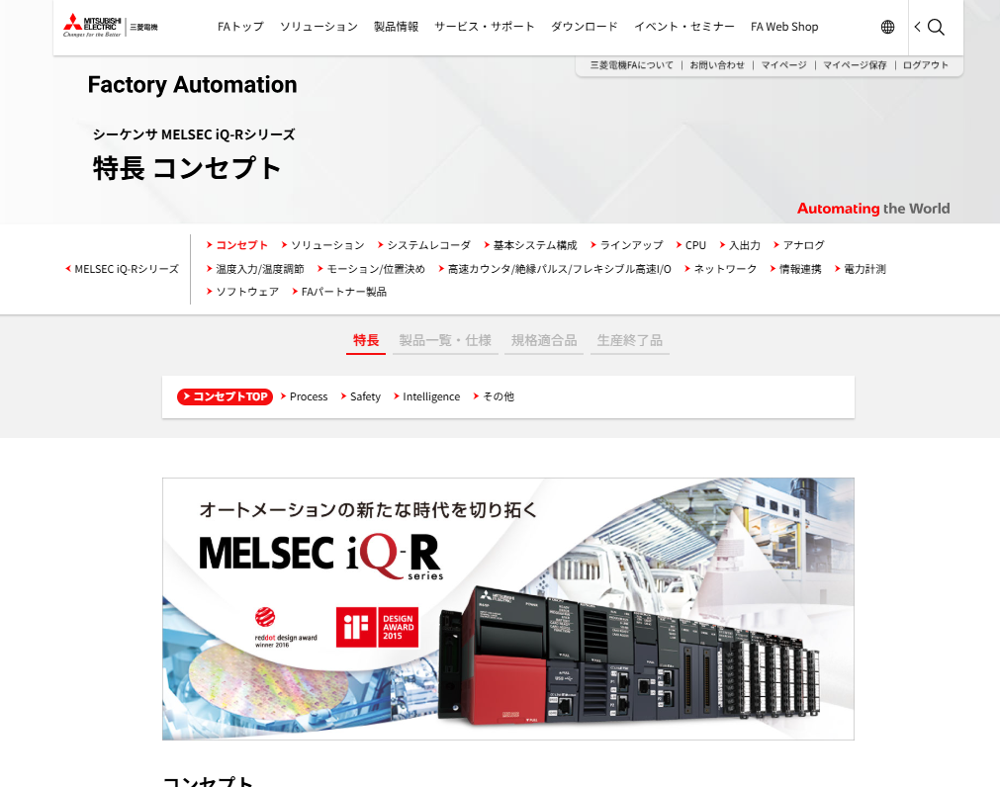 MITSUBISHI ELECTRIC
Changes for the Better
三菱電機
FAトップ ソリューション 製品情報 サービス・サポート ダウンロード イベント・セミナー FA Web Shop
三菱電機FAについて | お問い合わせ | マイページ | マイページ保存 | ログアウト
Factory Automation
シーケンサ MELSEC iQ-Rシリーズ
特長 コンセプト
Automating the World
MELSEC iQ-Rシリーズ
コンセプト ソリューション システムレコーダ 基本システム構成 ラインアップ CPU 入出力 アナログ
温度入力/温度調節 モーション/位置決め 高速カウンタ/絶縁パルス/フレキシブル高速I/O ネットワーク 情報連携 電力計測
ソフトウェア FAパートナー製品
特長 製品一覧・仕様 規格適合品 生産終了品
コンセプトTOP Process Safety Intelligence その他
オートメーションの新たな時代を切り拓く
MELSEC iQ-R
series
reddot design award
winner 2016
iF DESIGN AWARD 2015
MITSUBISHI
コンセプト